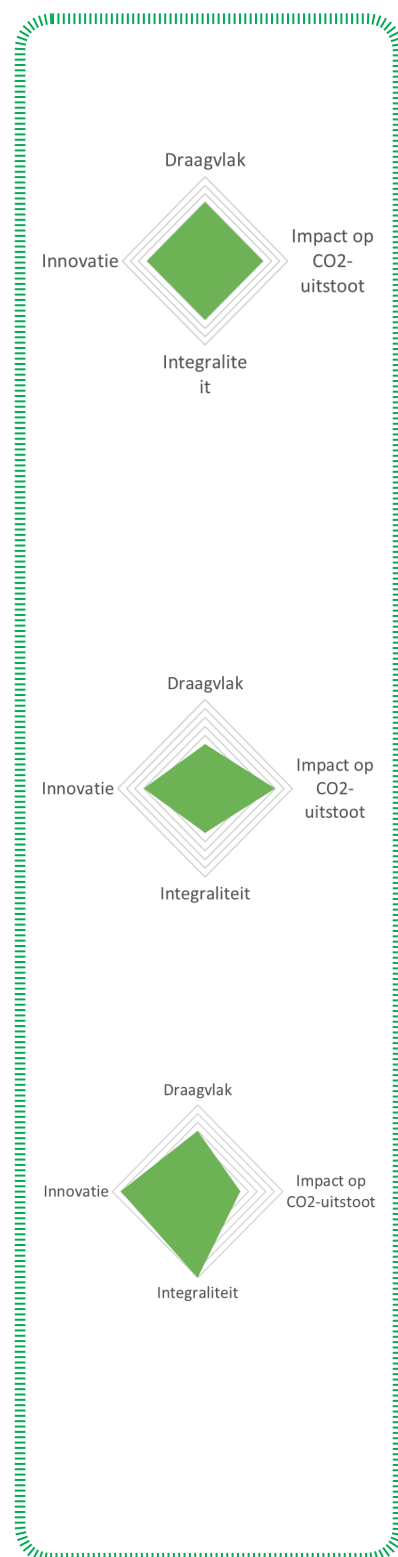 Draagvlak
Impact op
CO2-
uitstoot
Innovatie
Integralite
it
Draagvlak
Impact op
CO2-
uitstoot
Innovatie
Integraliteit
Draagvlak
Impact op
CO2-uitstoot
Innovatie
Integraliteit